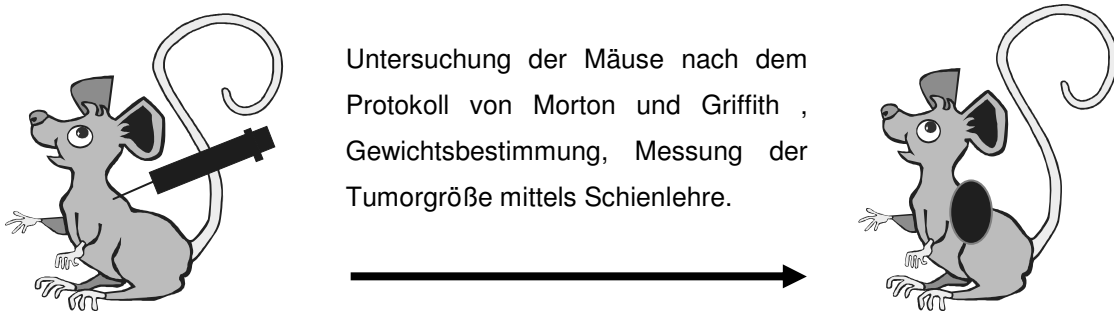 Untersuchung der Mäuse nach dem
Protokoll von Morton und Griffith ,
Gewichtsbestimmung, Messung der
Tumorgröße mittels Schienlehre.